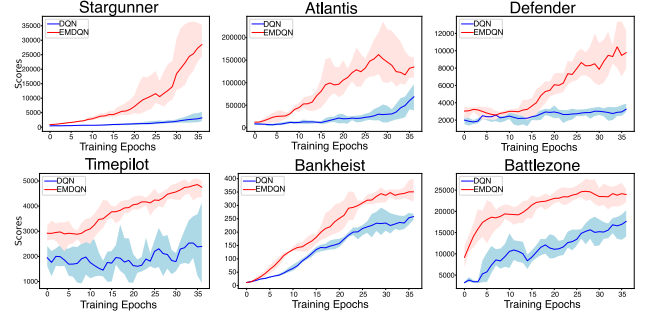 Stargunner
Atlantis
Defender
DQN
EMDQN
DQN
EMDQN
DQN
EMDQN
Scores
35000
30000
25000
20000
15000
10000
5000
0
200000
150000
100000
50000
0
12000
10000
8000
6000
4000
2000
0 5 10 15 20 25 30 35
0 5 10 15 20 25 30 35
0 5 10 15 20 25 30 35
Training Epochs
Training Epochs
Training Epochs
Timepilot
Bankheist
Battlezone
DQN
EMDQN
DQN
EMDQN
DQN
EMDQN
Scores
5000
4000
3000
2000
1000
400
350
300
250
200
150
100
50
0
25000
20000
15000
10000
5000
0 5 10 15 20 25 30 35
0 5 10 15 20 25 30 35
0 5 10 15 20 25 30 35
Training Epochs
Training Epochs
Training Epochs